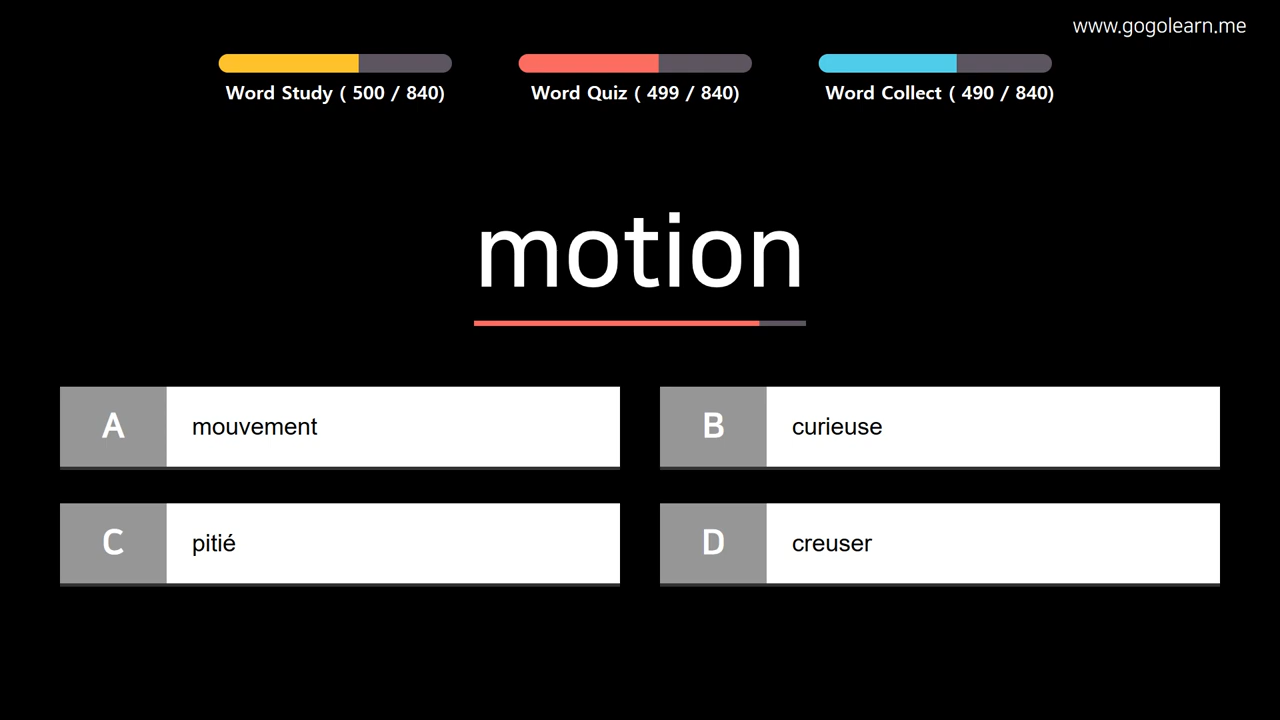 www.gogolearn.me
Word Study ( 500 / 840)
Word Quiz ( 499 / 840)
Word Collect ( 490 / 840)
motion
A mouvement
B curieuse
C pitié
D creuser